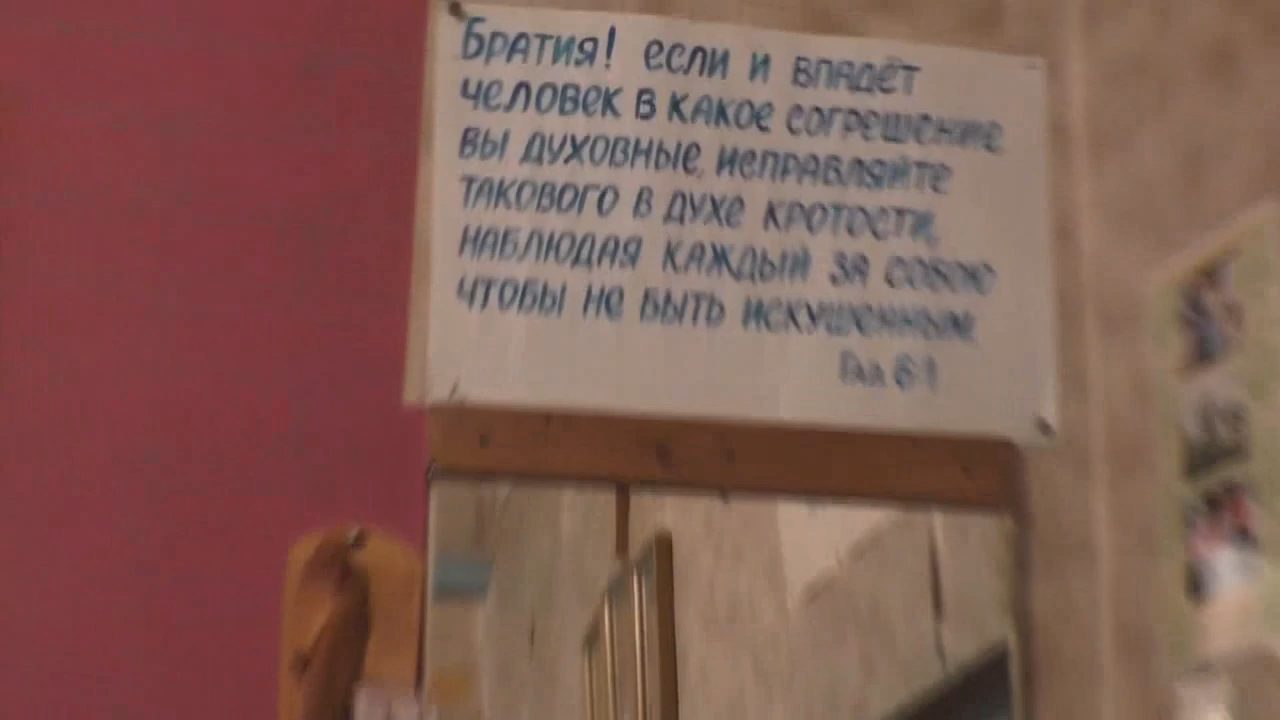 Братия! если и впадёт
человек в какое согрешение
вы духовные, исправляйте
такового в духе кротости,
наблюдая каждый за собою
чтобы не быть искушенным.
Гал 6 1